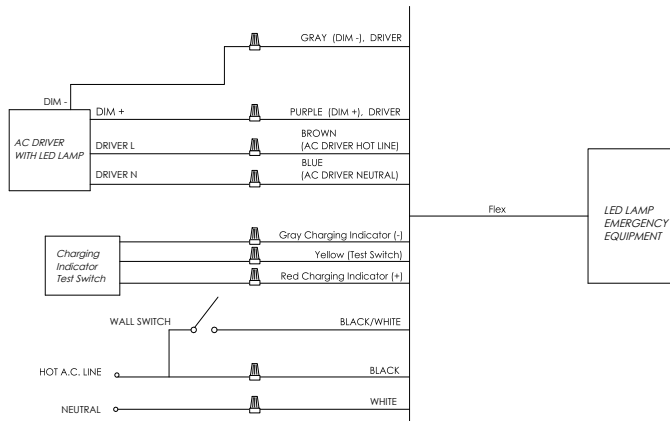 GRAY (DIM -), DRIVER
DIM -
DIM +
PURPLE (DIM +), DRIVER
AC DRIVER
WITH LED LAMP
DRIVER L
BROWN
(AC DRIVER HOT LINE)
DRIVER N
BLUE
(AC DRIVER NEUTRAL)
Flex
LED LAMP
EMERGENCY
EQUIPMENT
Charging
Indicator
Test Switch
Gray Charging Indicator (-)
Yellow (Test Switch)
Red Charging Indicator (+)
WALL SWITCH
BLACK/WHITE
HOT A.C. LINE
BLACK
NEUTRAL
WHITE